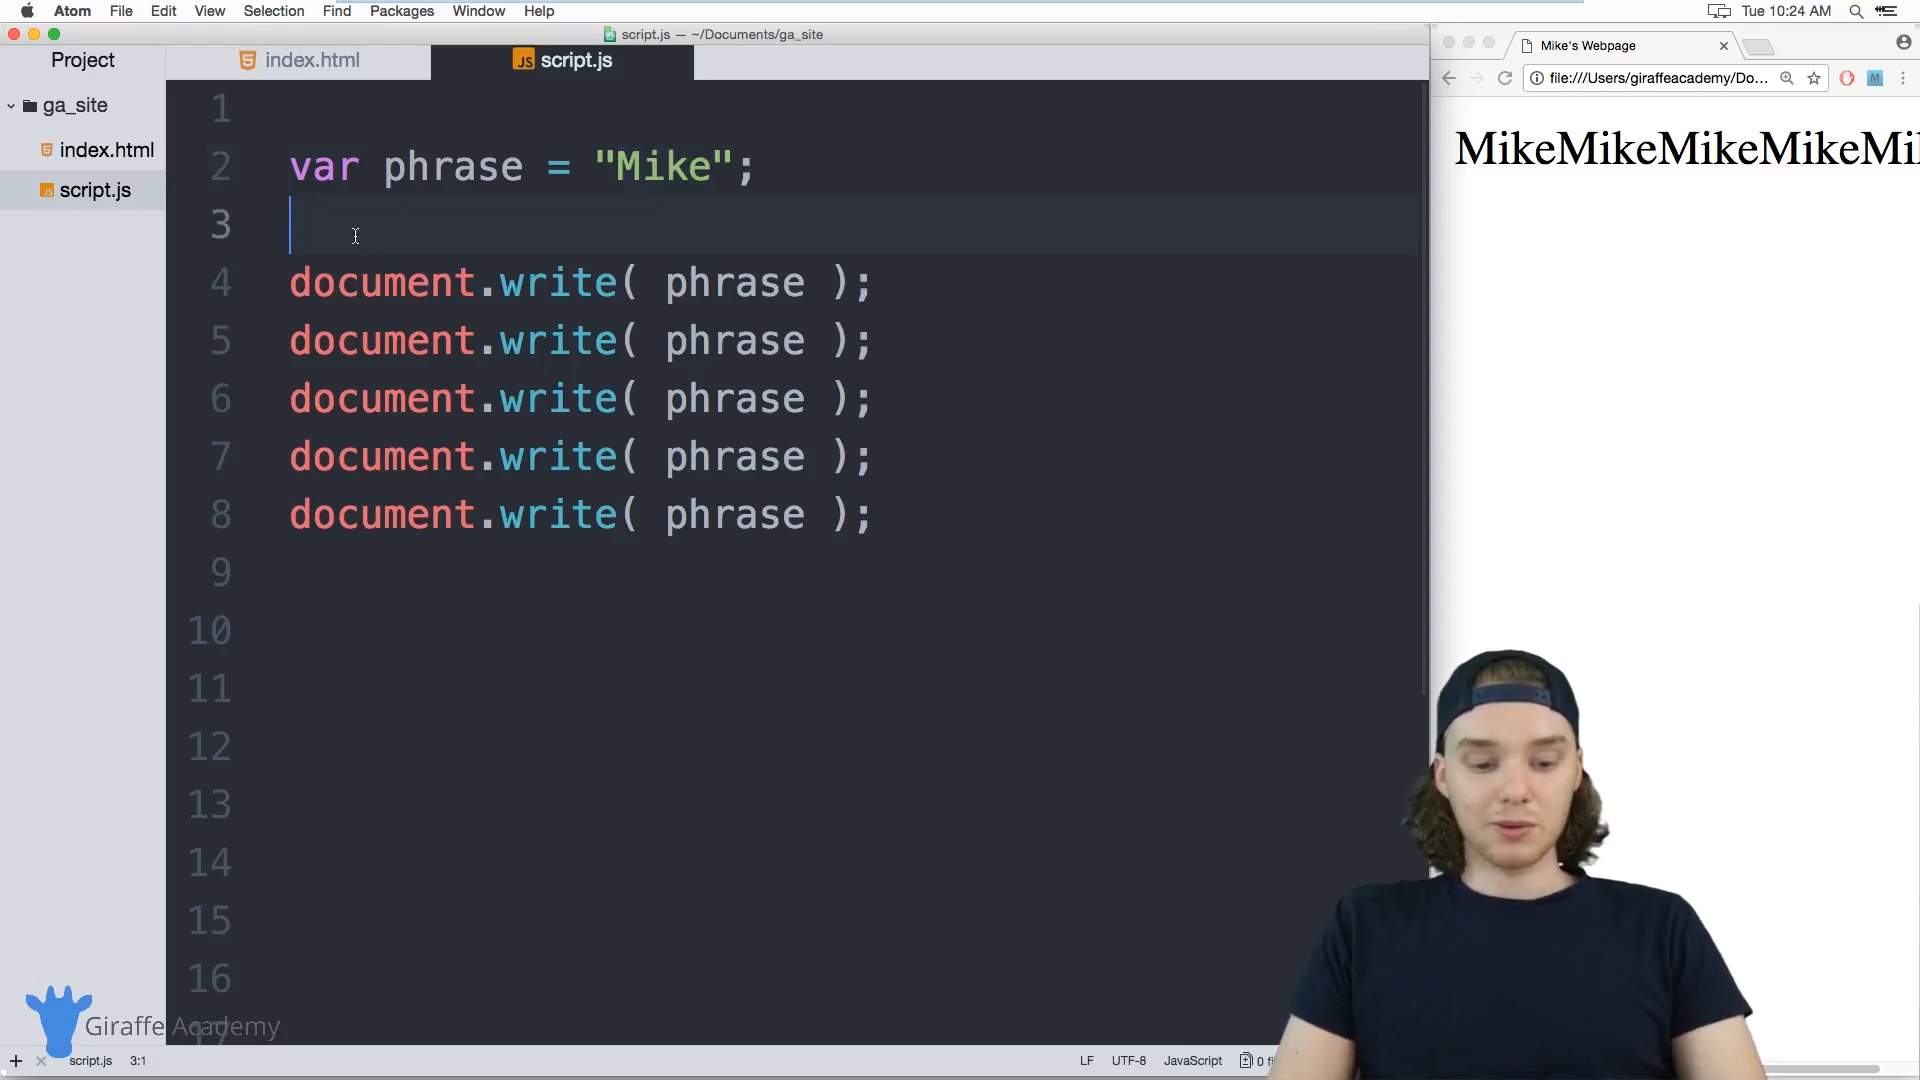 Atom File Edit View Selection Find Packages Window Help
Tue 10:24 AM
script.js — ~/Documents/ga_site
Project
index.html
script.js
Mike's Webpage
file:///Users/giraffeacademy/Do...
ga_site
index.html
script.js
1
2 var phrase = "Mike";
3
4 document.write( phrase );
5 document.write( phrase );
6 document.write( phrase );
7 document.write( phrase );
8 document.write( phrase );
9
10
11
12
13
14
15
16
17
MikeMikeMikeMikeMi
Giraffe Academy
script.js 3:1
LF UTF-8 JavaScript 0